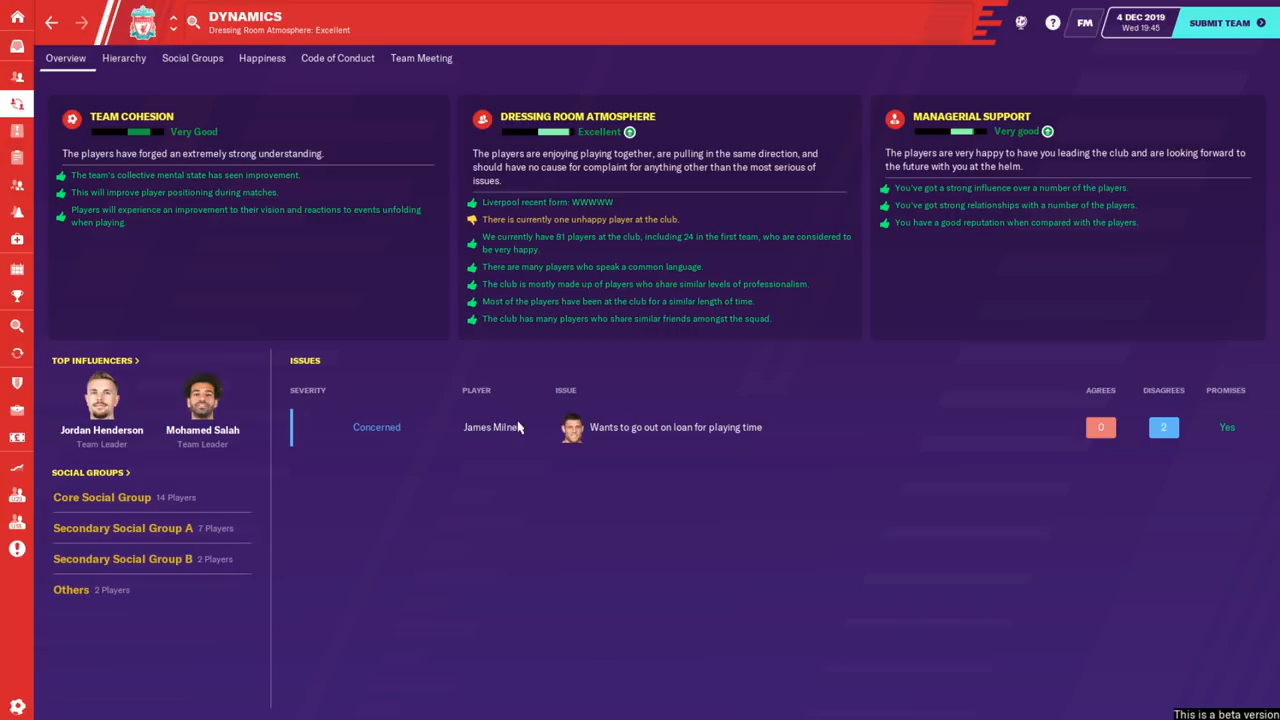 DYNAMICS
Dressing Room Atmosphere: Excellent
FM
4 DEC 2019
Wed 19:45
SUBMIT TEAM
Overview
Hierarchy
Social Groups
Happiness
Code of Conduct
Team Meeting
TEAM COHESION
Very Good
The players have forged an extremely strong understanding.
The team's collective mental state has seen improvement.
This will improve player positioning during matches.
Players will experience an improvement to their vision and reactions to events unfolding
when playing.
DRESSING ROOM ATMOSPHERE
Excellent
The players are enjoying playing together, are pulling in the same direction, and
should have no cause for complaint for anything other than the most serious of
issues.
Liverpool recent form: WWWWW
There is currently one unhappy player at the club.
We currently have 81 players at the club, including 24 in the first team, who are considered to
be very happy.
There are many players who speak a common language.
The club is mostly made up of players who share similar levels of professionalism.
Most of the players have been at the club for a similar length of time.
The club has many players who share similar friends amongst the squad.
MANAGERIAL SUPPORT
Very good
The players are very happy to have you leading the club and are looking forward to
the future with you at the helm.
You've got a strong influence over a number of the players.
You've got strong relationships with a number of the players.
You have a good reputation when compared with the players.
TOP INFLUENCERS >
Jordan Henderson
Team Leader
Mohamed Salah
Team Leader
SOCIAL GROUPS >
Core Social Group 14 Players
Secondary Social Group A 7 Players
Secondary Social Group B 2 Players
Others 2 Players
ISSUES
SEVERITY PLAYER ISSUE AGREES DISAGREES PROMISES
Concerned James Milner Wants to go out on loan for playing time 0 2 Yes
This is a beta version